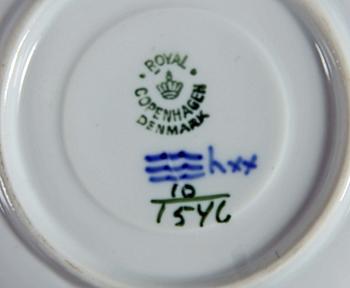 ROYAL
COPENHAGEN
DENMARK
hxx
10
1546